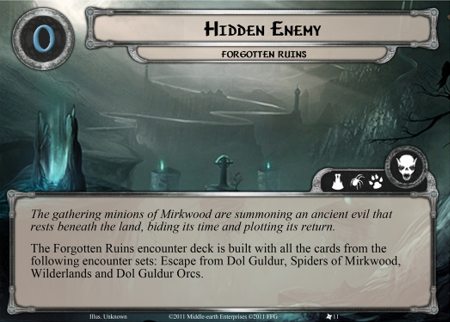 0
Hidden Enemy
Forgotten Ruins
The gathering minions of Mirkwood are summoning an ancient evil that
rests beneath the land, biding its time and plotting its return.
The Forgotten Ruins encounter deck is built with all the cards from the
following encounter sets: Escape from Dol Guldur, Spiders of Mirkwood,
Wilderlands and Dol Guldur Orcs.
Illus. Unknown ©2011 Middle-earth Enterprises ©2011 FFG 11